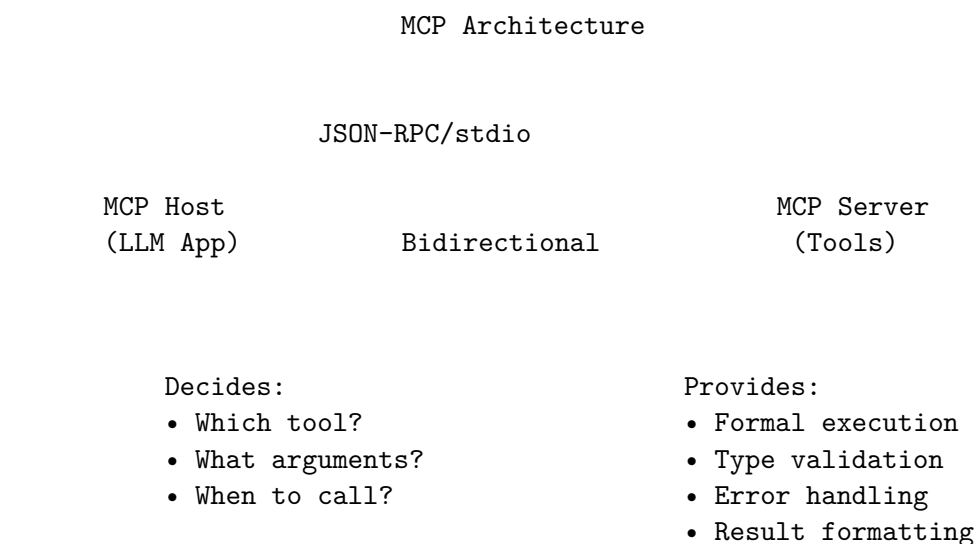 MCP Architecture
JSON-RPC/stdio
MCP Host MCP Server
(LLM App) Bidirectional (Tools)
Decides: Provides:
• Which tool? • Formal execution
• What arguments? • Type validation
• When to call? • Error handling
• Result formatting